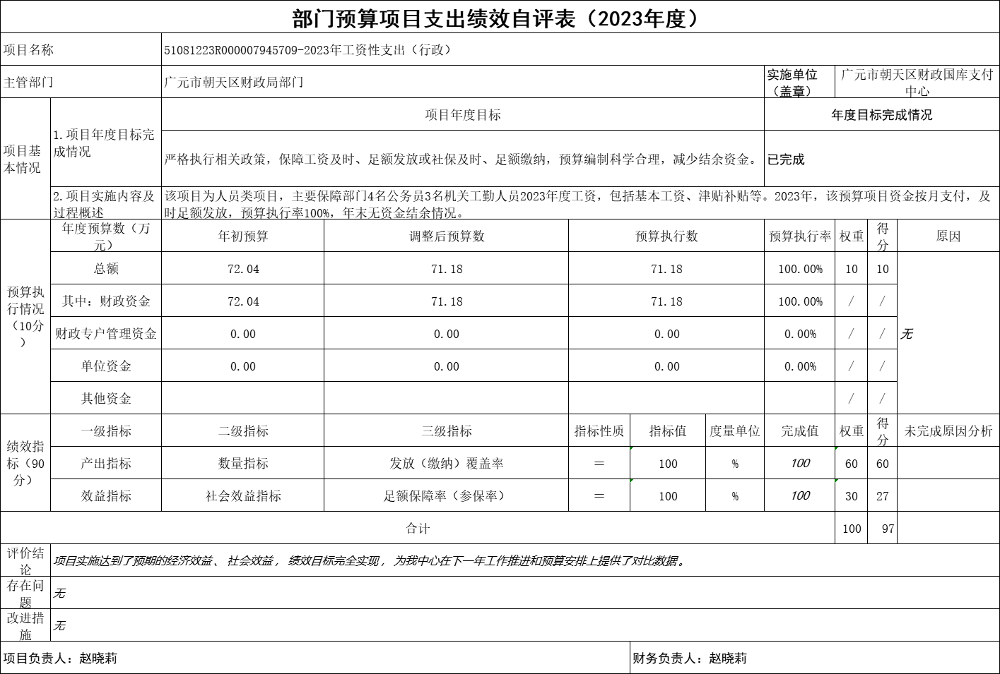 部门预算项目支出绩效自评表（2023年度）
项目名称
51081223R000007945709-2023年工资性支出（行政）
主管部门
广元市朝天区财政局部门
实施单位
（盖章）
广元市朝天区财政国库支付
中心
项目基
本情况
1.项目年度目标完
成情况
项目年度目标
年度目标完成情况
严格执行相关政策，保障工资及时、足额发放或社保及时、足额缴纳，预算编制科学合理，减少结余资金。
已完成
2.项目实施内容及
过程概述
该项目为人员类项目，主要保障部门4名公务员3名机关工勤人员2023年度工资，包括基本工资、津贴补贴等。2023年，该预算项目资金按月支付，及
时足额发放，预算执行率100%，年末无资金结余情况。
预算执
行情况
（10分
）
年度预算数（万
元）
年初预算
调整后预算数
预算执行数
预算执行率
权重
得
分
原因
总额
72.04
71.18
71.18
100.00%
10
10
无
其中：财政资金
72.04
71.18
71.18
100.00%
/
/
财政专户管理资金
0.00
0.00
0.00
0.00%
/
/
单位资金
0.00
0.00
0.00
0.00%
/
/
其他资金
/
/
绩效指
标（90
分）
一级指标
二级指标
三级指标
指标性质
指标值
度量单位
完成值
权重
得
分
未完成原因分析
产出指标
数量指标
发放（缴纳）覆盖率
＝
100
%
100
60
60
效益指标
社会效益指标
足额保障率（参保率）
＝
100
%
100
30
27
合计
100
97
评价结
论
项目实施达到了预期的经济效益、社会效益，绩效目标完全实现，为我中心在下一年工作推进和预算安排上提供了对比数据。
存在问
题
无
改进措
施
无
项目负责人：赵晓莉
财务负责人：赵晓莉